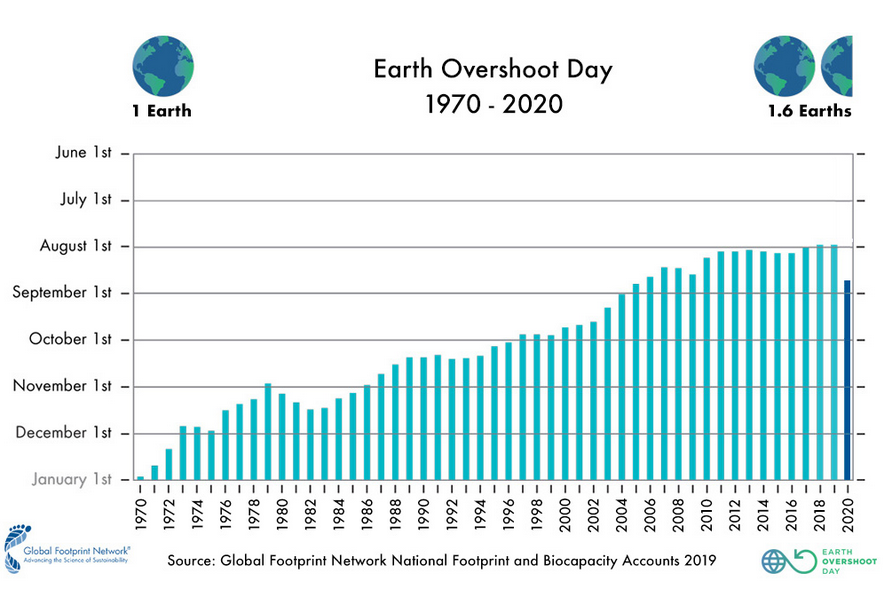 Earth Overshoot Day
1970 - 2020
1 Earth
1.6 Earths
June 1st
July 1st
August 1st
September 1st
October 1st
November 1st
December 1st
January 1st
1970
1972
1974
1976
1978
1980
1982
1984
1986
1988
1990
1992
1994
1996
1998
2000
2002
2004
2006
2008
2010
2012
2014
2016
2018
2020
Global Footprint Network®
Advancing the Science of Sustainability
Source: Global Footprint Network National Footprint and Biocapacity Accounts 2019
EARTH
OVERSHOOT
DAY